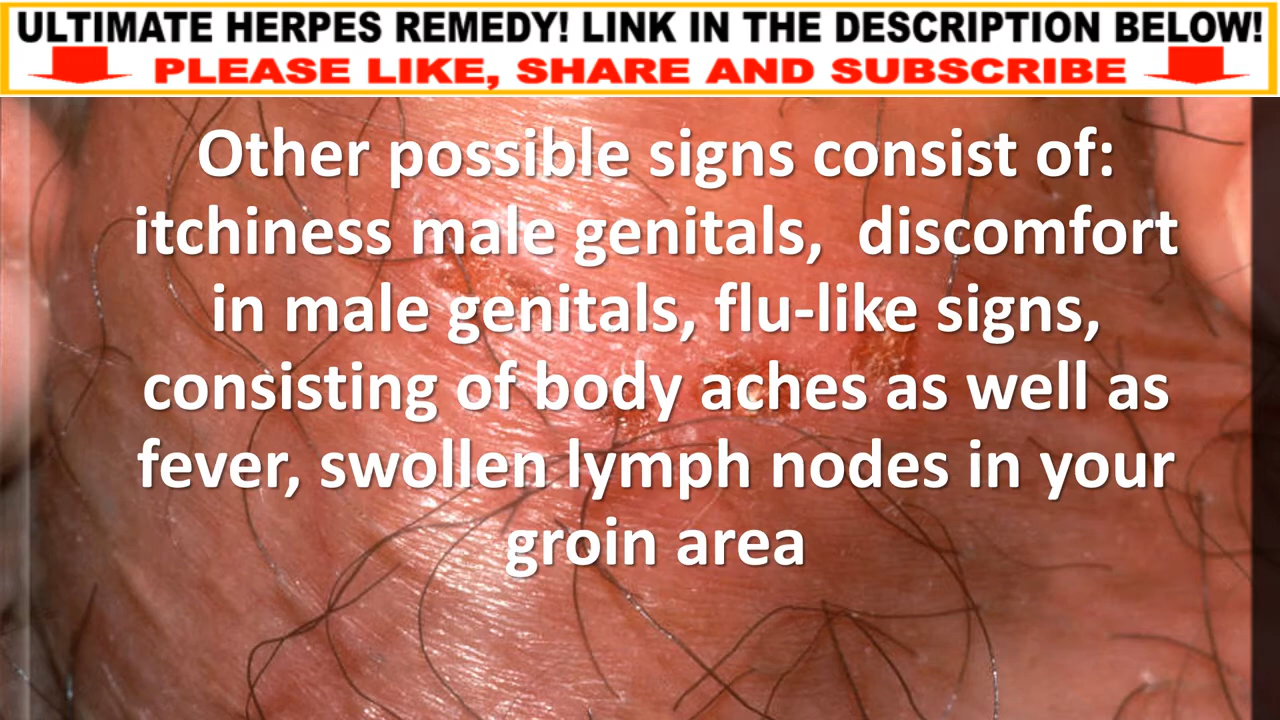 ULTIMATE HERPES REMEDY! LINK IN THE DESCRIPTION BELOW!
PLEASE LIKE, SHARE AND SUBSCRIBE
Other possible signs consist of:
itchiness male genitals,  discomfort
in male genitals, flu-like signs,
consisting of body aches as well as
fever, swollen lymph nodes in your
groin area